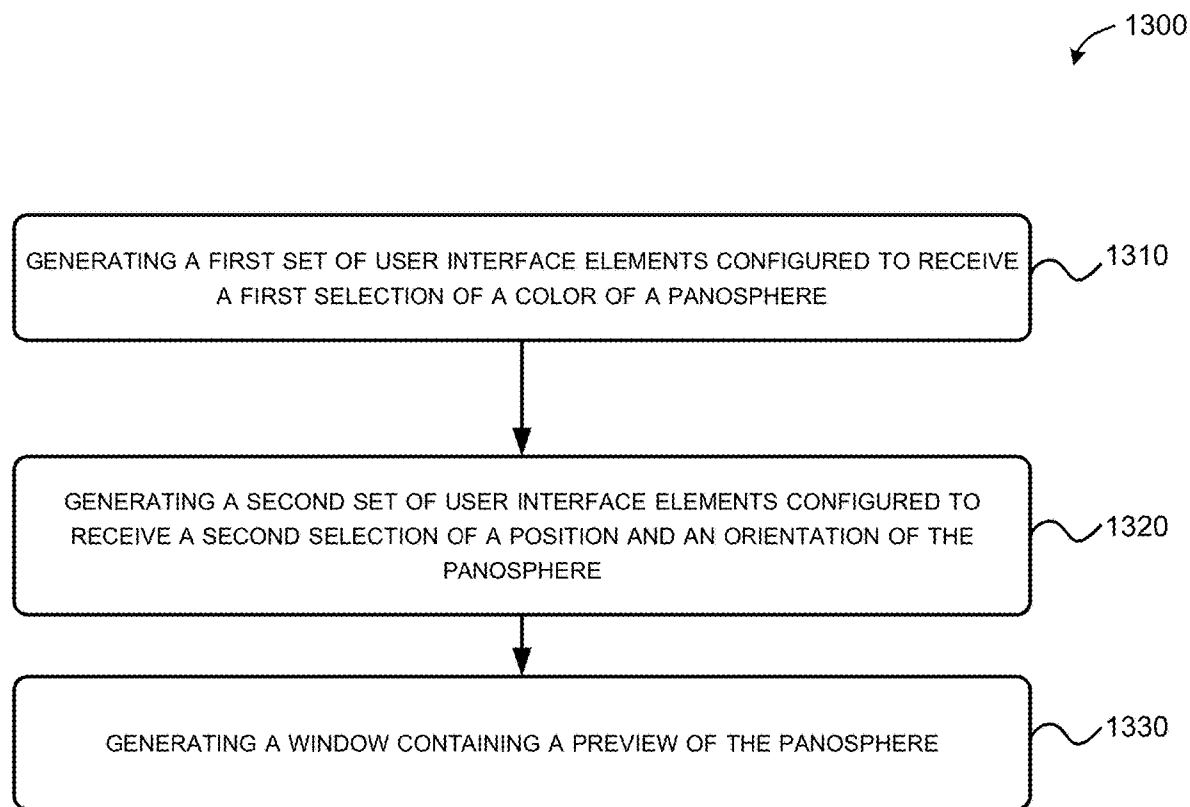 1300
GENERATING A FIRST SET OF USER INTERFACE ELEMENTS CONFIGURED TO RECEIVE
A FIRST SELECTION OF A COLOR OF A PANOSPHERE
1310
GENERATING A SECOND SET OF USER INTERFACE ELEMENTS CONFIGURED TO
RECEIVE A SECOND SELECTION OF A POSITION AND AN ORIENTATION OF THE
PANOSPHERE
1320
GENERATING A WINDOW CONTAINING A PREVIEW OF THE PANOSPHERE
1330